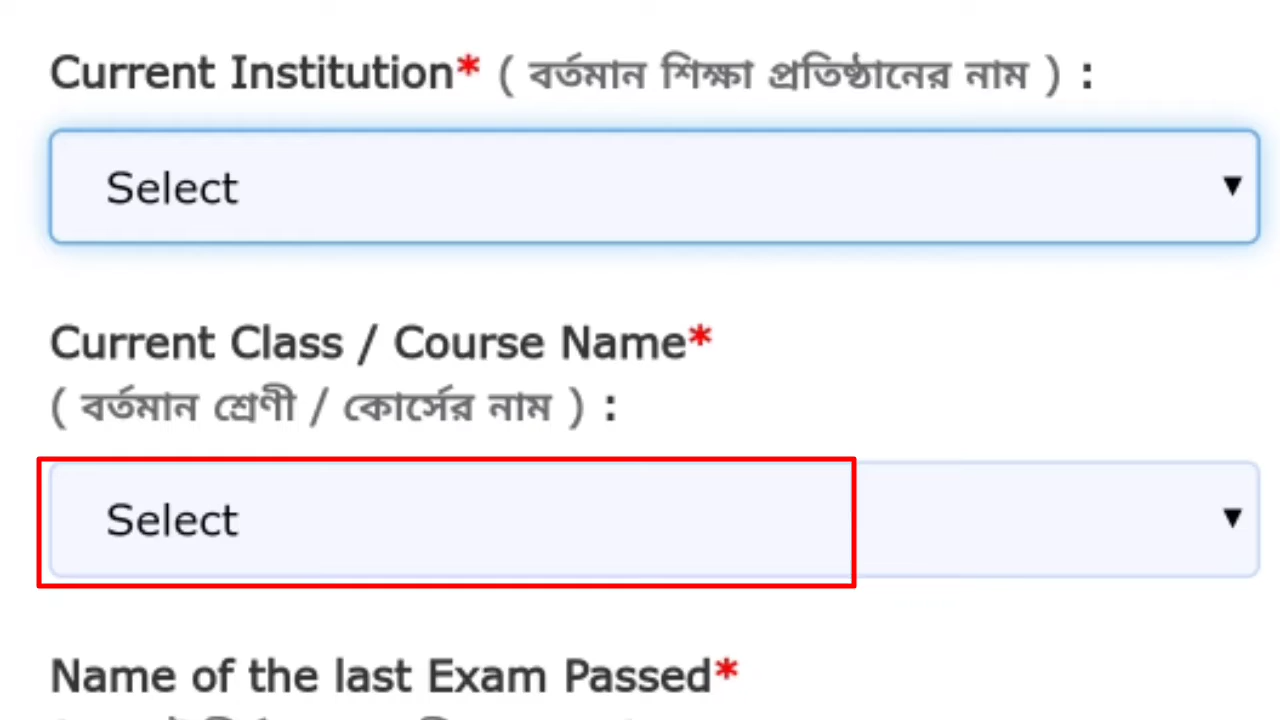 Current Institution* ( বর্তমান শিক্ষা প্রতিষ্ঠানের নাম ) :
Select
Current Class / Course Name*
( বর্তমান শ্রেণী / কোর্সের নাম ) :
Select
Name of the last Exam Passed*